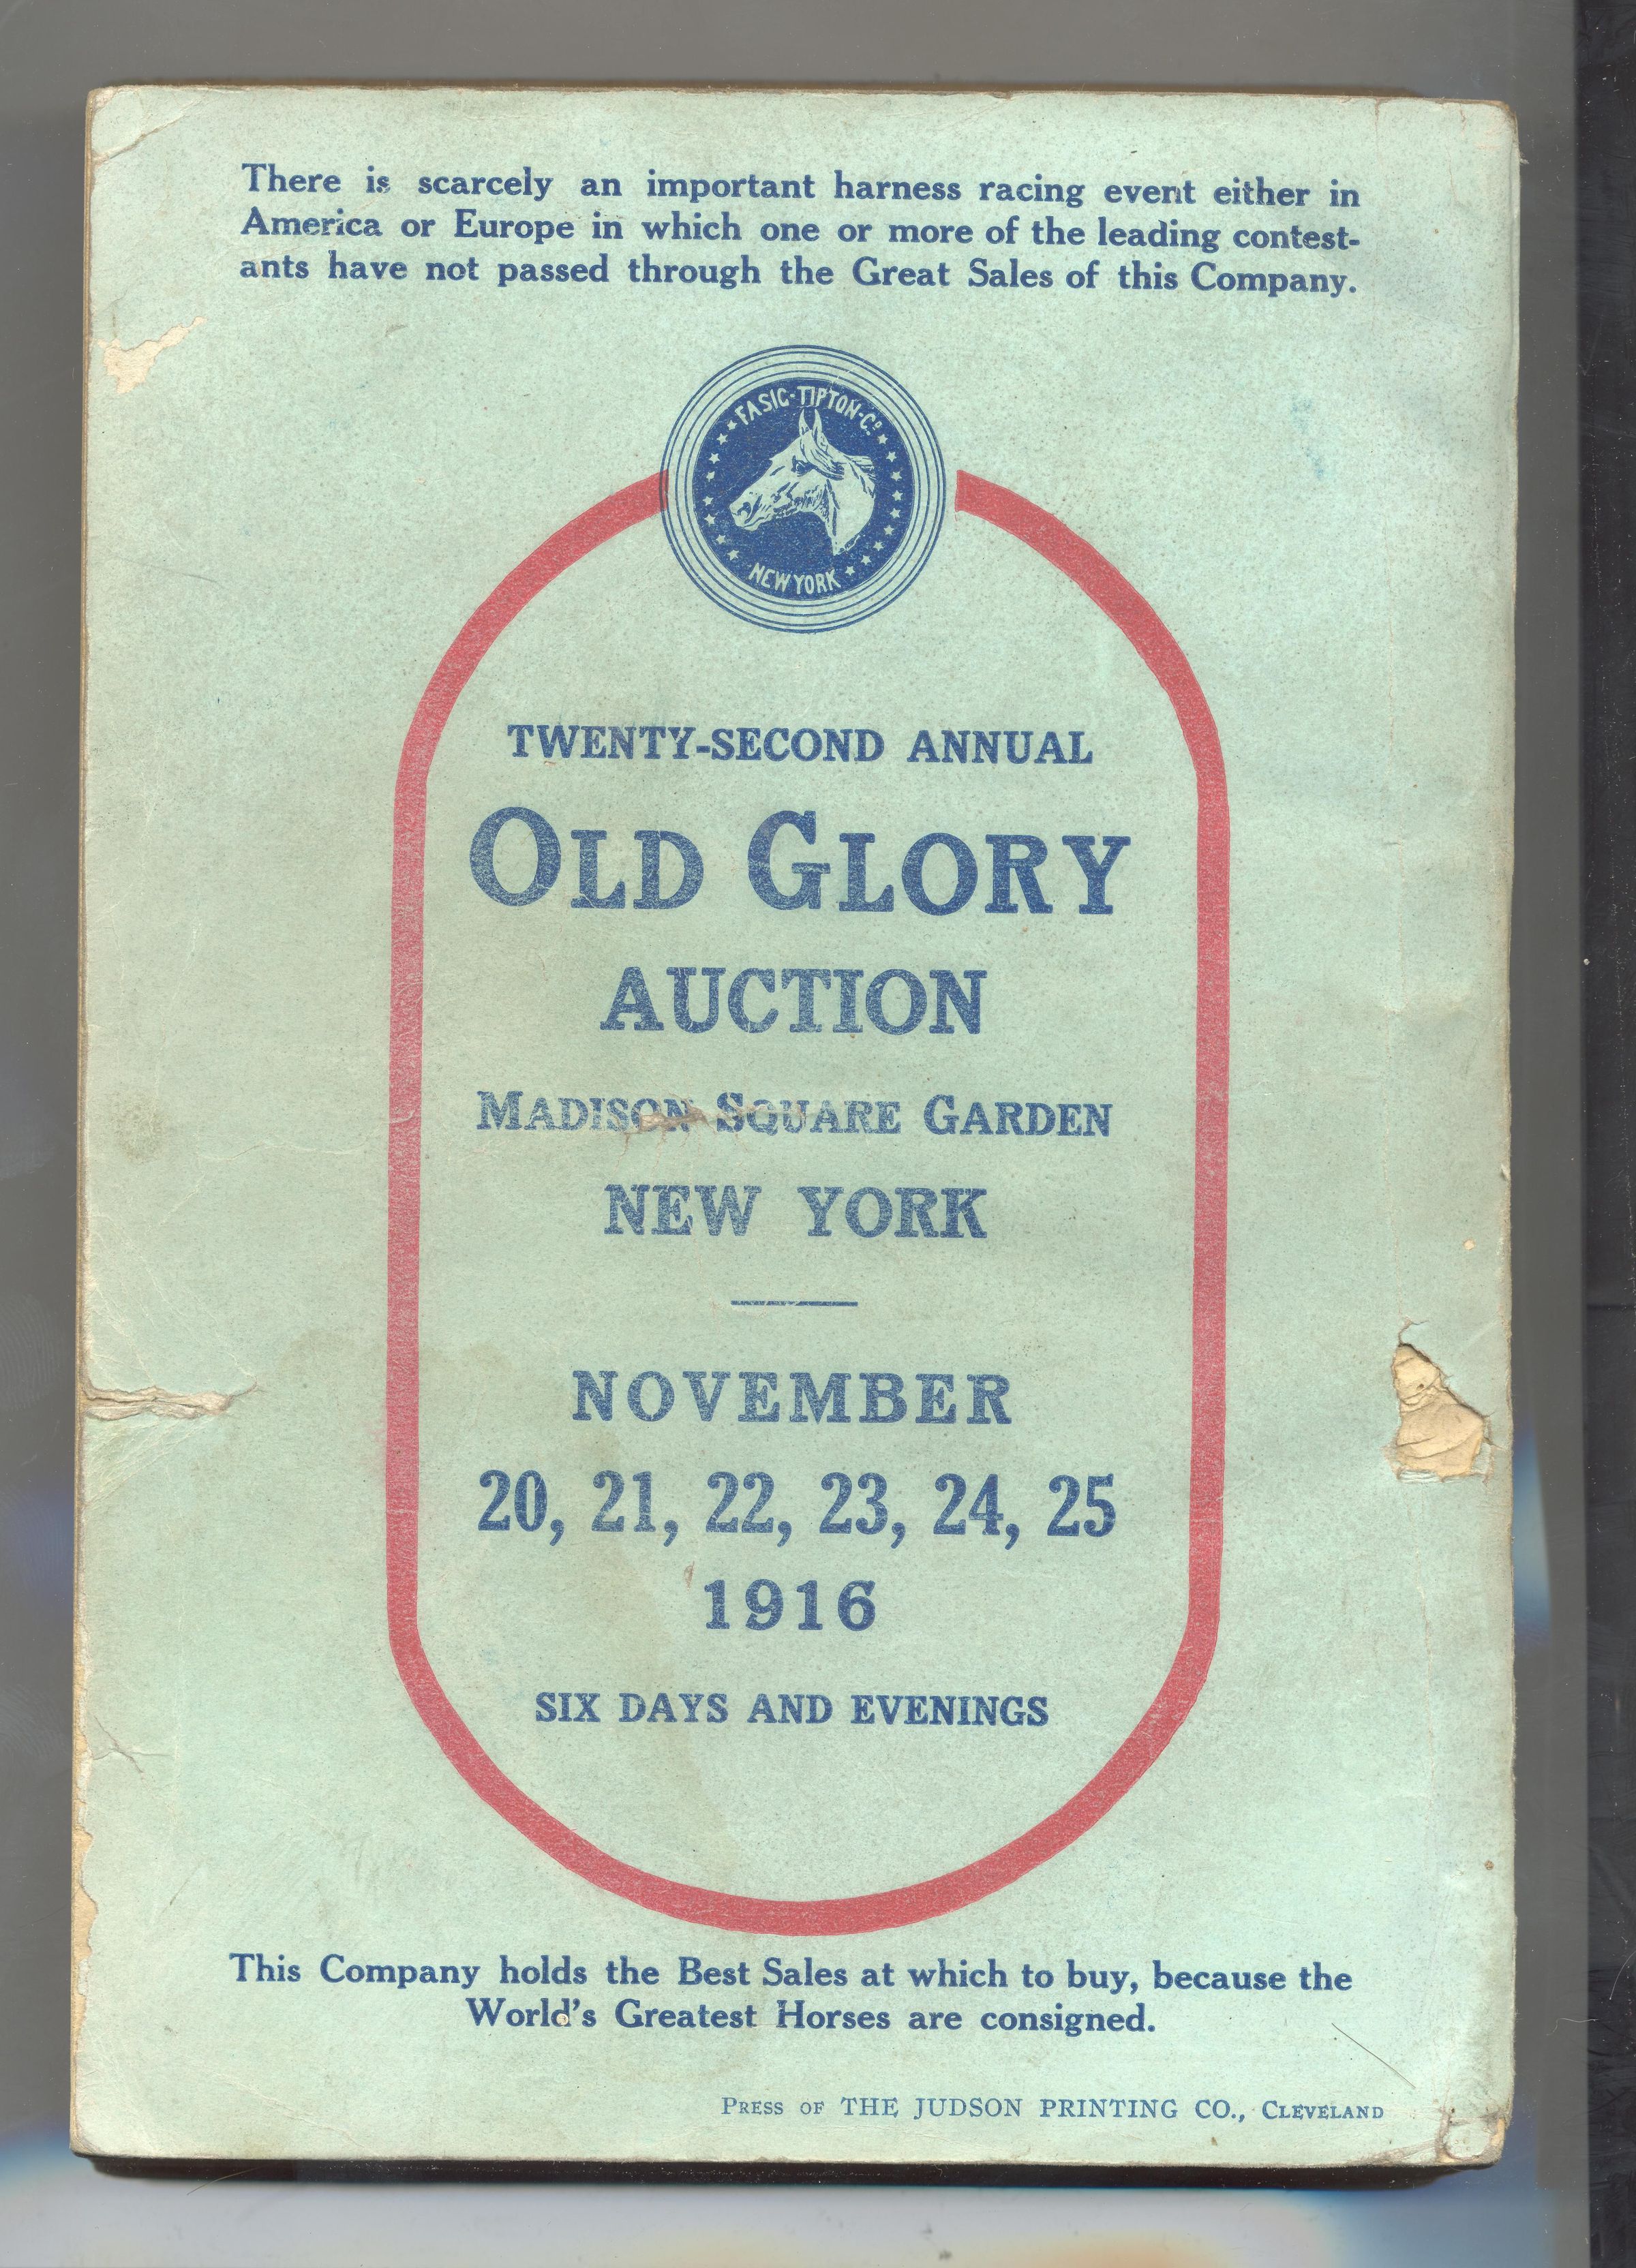 There is scarcely an important harness racing event either in
America or Europe in which one or more of the leading contest-
ants have not passed through the Great Sales of this Company.
FASIG-TIPTON-Co
NEW YORK
TWENTY-SECOND ANNUAL
OLD GLORY
AUCTION
MADISON SQUARE GARDEN
NEW YORK
NOVEMBER
20, 21, 22, 23, 24, 25
1916
SIX DAYS AND EVENINGS
This Company holds the Best Sales at which to buy, because the
World's Greatest Horses are consigned.
PRESS OF THE JUDSON PRINTING CO., CLEVELAND